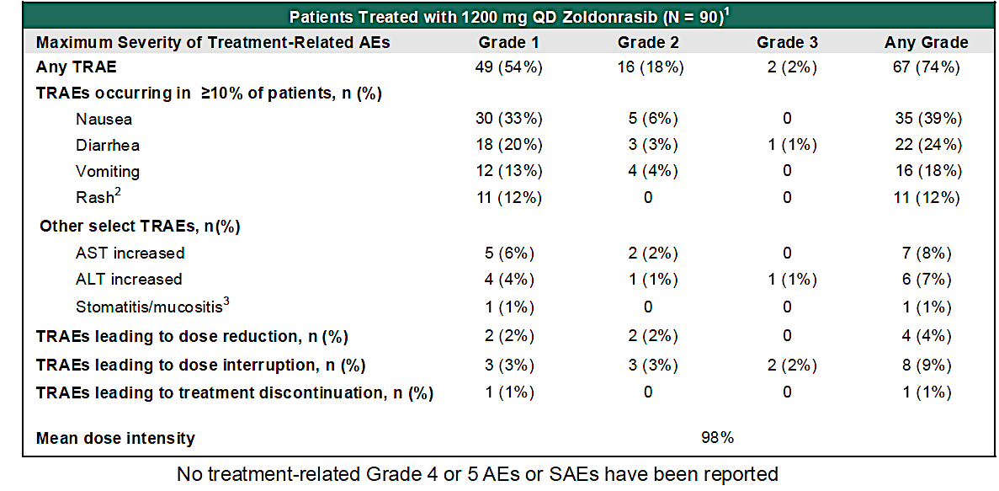 Patients Treated with 1200 mg QD Zoldonrasib (N = 90)1
Maximum Severity of Treatment-Related AEs Grade 1 Grade 2 Grade 3 Any Grade
Any TRAE 49 (54%) 16 (18%) 2 (2%) 67 (74%)
TRAEs occurring in ≥10% of patients, n (%)
Nausea 30 (33%) 5 (6%) 0 35 (39%)
Diarrhea 18 (20%) 3 (3%) 1 (1%) 22 (24%)
Vomiting 12 (13%) 4 (4%) 0 16 (18%)
Rash2 11 (12%) 0 0 11 (12%)
Other select TRAEs, n(%)
AST increased 5 (6%) 2 (2%) 0 7 (8%)
ALT increased 4 (4%) 1 (1%) 1 (1%) 6 (7%)
Stomatitis/mucositis3 1 (1%) 0 0 1 (1%)
TRAEs leading to dose reduction, n (%) 2 (2%) 2 (2%) 0 4 (4%)
TRAEs leading to dose interruption, n (%) 3 (3%) 3 (3%) 2 (2%) 8 (9%)
TRAEs leading to treatment discontinuation, n (%) 1 (1%) 0 0 1 (1%)
Mean dose intensity 98%
No treatment-related Grade 4 or 5 AEs or SAEs have been reported